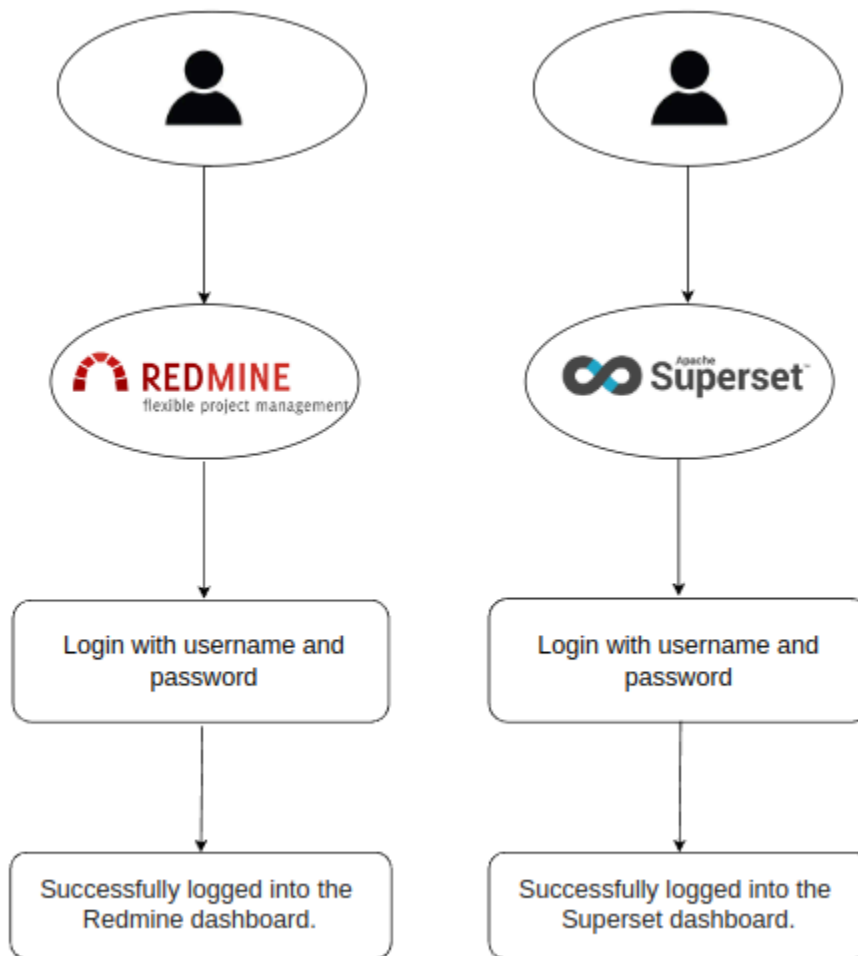 REDMINE
flexible project management
Apache
Superset™
Login with username and
password
Login with username and
password
Successfully logged into the
Redmine dashboard.
Successfully logged into the
Superset dashboard.